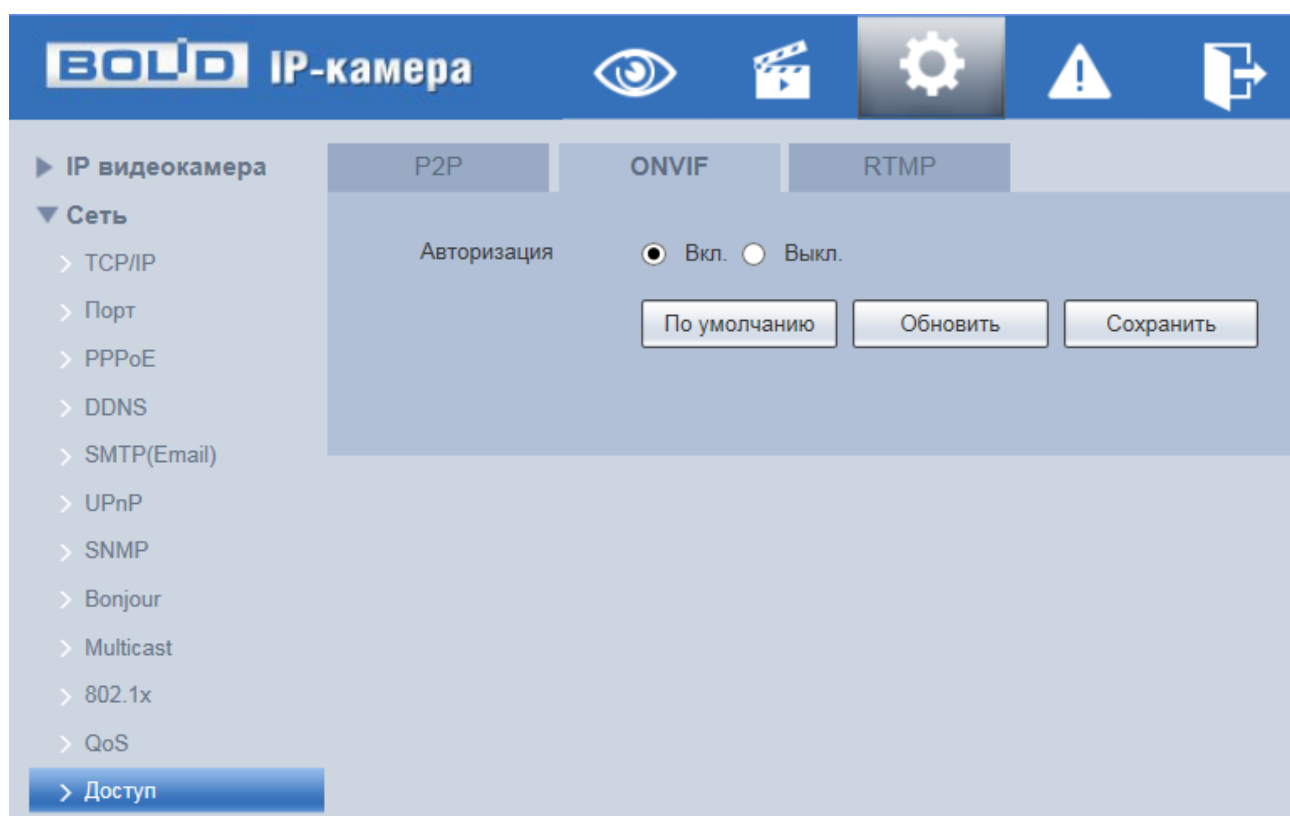 BOLID IP-камера
IP видеокамера
Сеть
TCP/IP
Порт
PPPoE
DDNS
SMTP(Email)
UPnP
SNMP
Bonjour
Multicast
802.1x
QoS
Доступ
P2P ONVIF RTMP
Авторизация Вкл. Выкл.
По умолчанию Обновить Сохранить